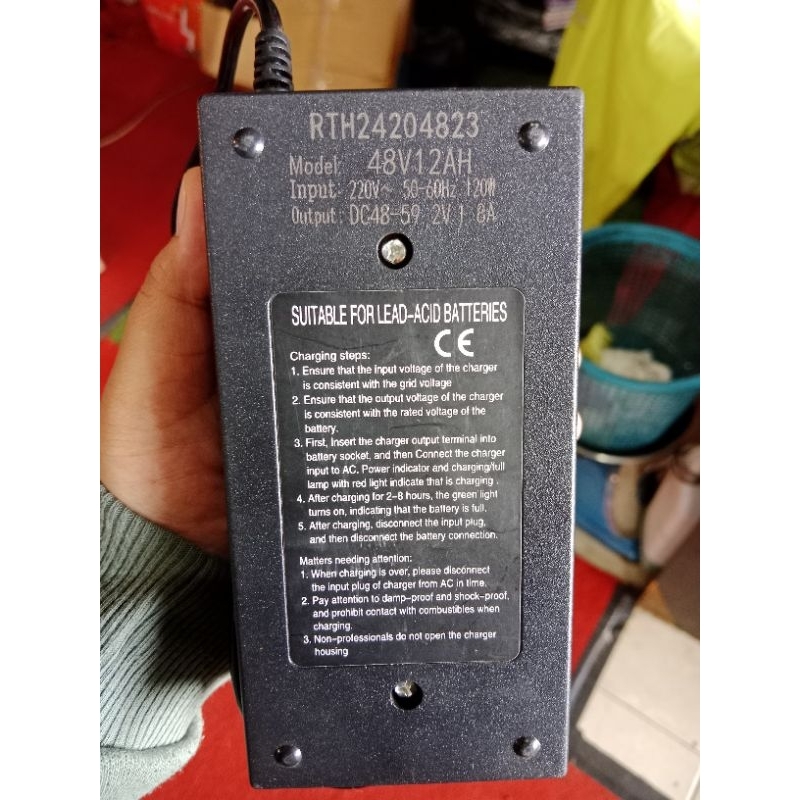 RTH24204823
Model: 48V12AH
Input: 220V~ 50-60Hz 120W
Output: DC48-59.2V 1.8A
SUITABLE FOR LEAD-ACID BATTERIES
CE
Charging steps:
1. Ensure that the input voltage of the charger
is consistent with the grid voltage
2. Ensure that the output voltage of the charger
is consistent with the rated voltage of the
battery.
3. First, Insert the charger output terminal into
battery socket, and then Connect the charger
input to AC. Power indicator and charging/full
lamp with red light indicate that is charging.
4. After charging for 2-8 hours, the green light
turns on, indicating that the battery is full.
5. After charging, disconnect the input plug,
and then disconnect the battery connection.
Matters needing attention:
1. When charging is over, please disconnect
the input plug of charger from AC in time.
2. Pay attention to damp-proof and shock-proof,
and prohibit contact with combustibles when
charging.
3. Non-professionals do not open the charger
housing